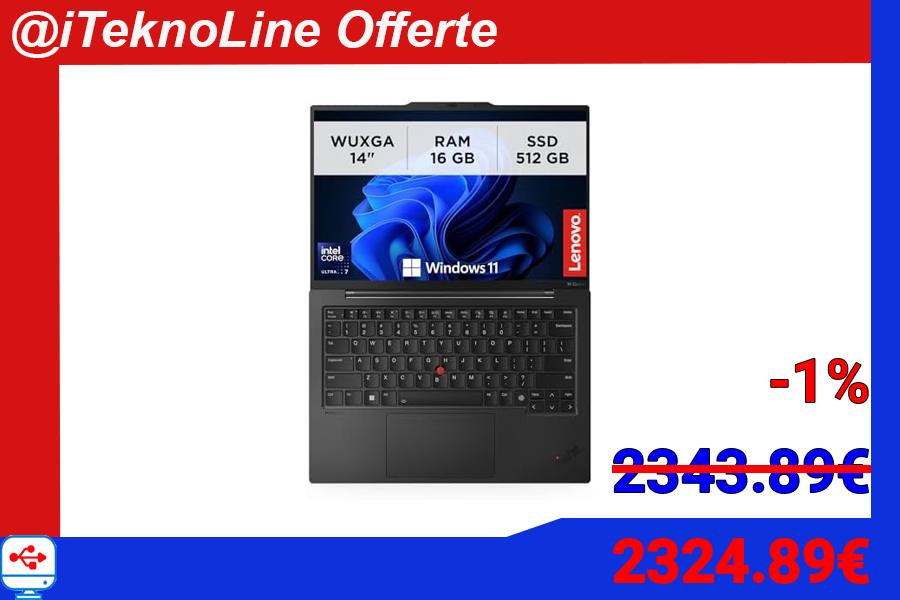 @iTeknoLine Offerte
WUXGA
14"
RAM
16 GB
SSD
512 GB
Lenovo.
intel
CORE
ULTRA 7
Windows 11
-1%
2343.89€
2324.89€